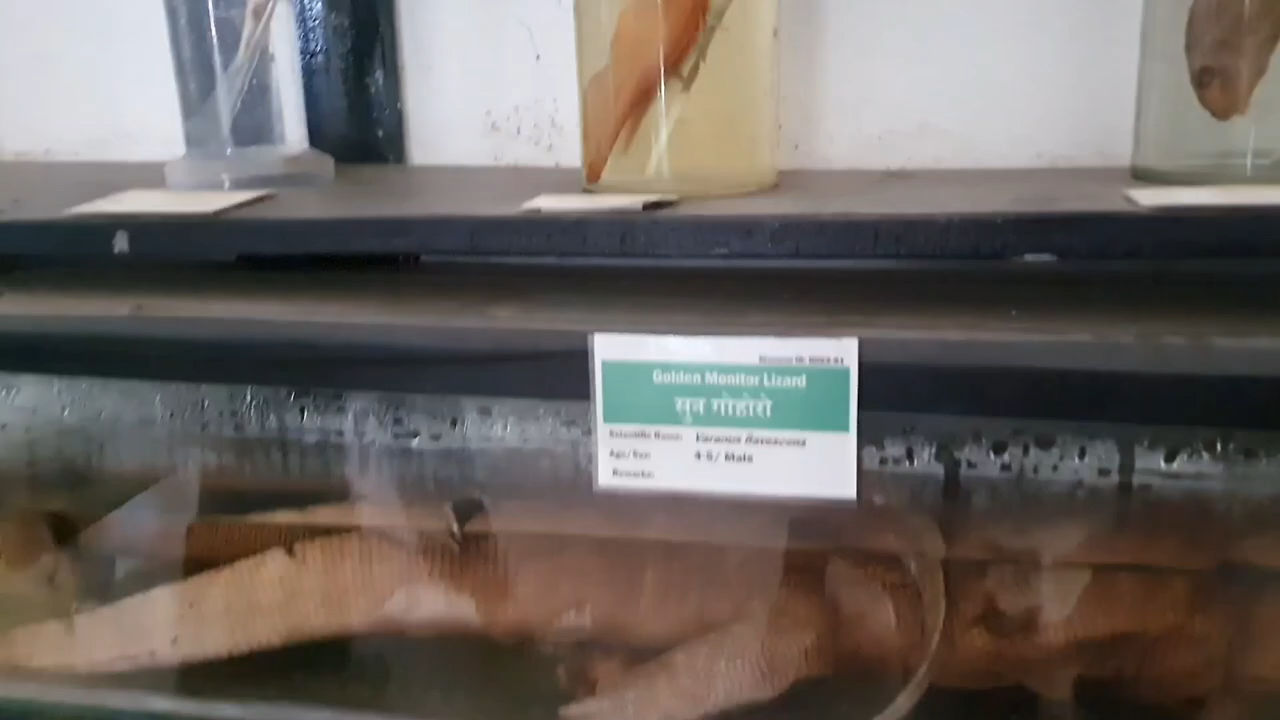 Golden Monitor Lizard
सुन गोहोरो
Scientific Name: Varanus flavescens
Age/Sex: 4-5/ Male
Remarks: